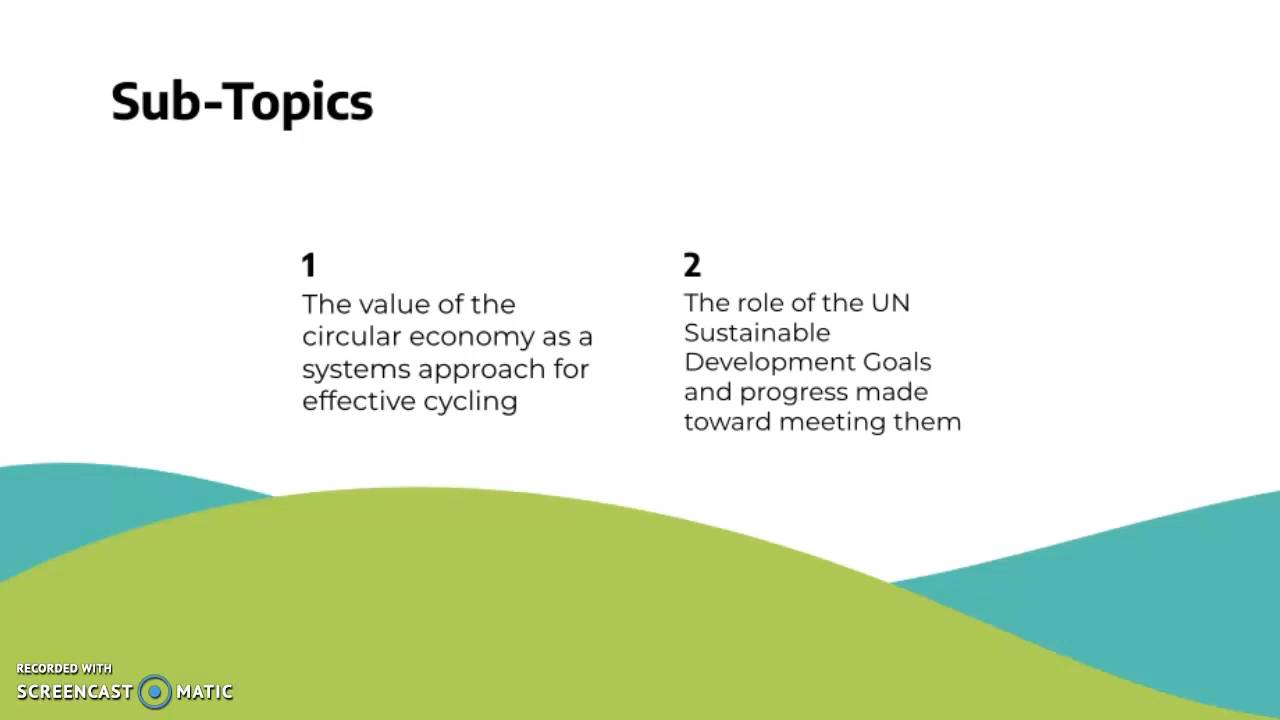 Sub-Topics
1
The value of the
circular economy as a
systems approach for
effective cycling
2
The role of the UN
Sustainable
Development Goals
and progress made
toward meeting them
RECORDED WITH
SCREENCAST MATIC